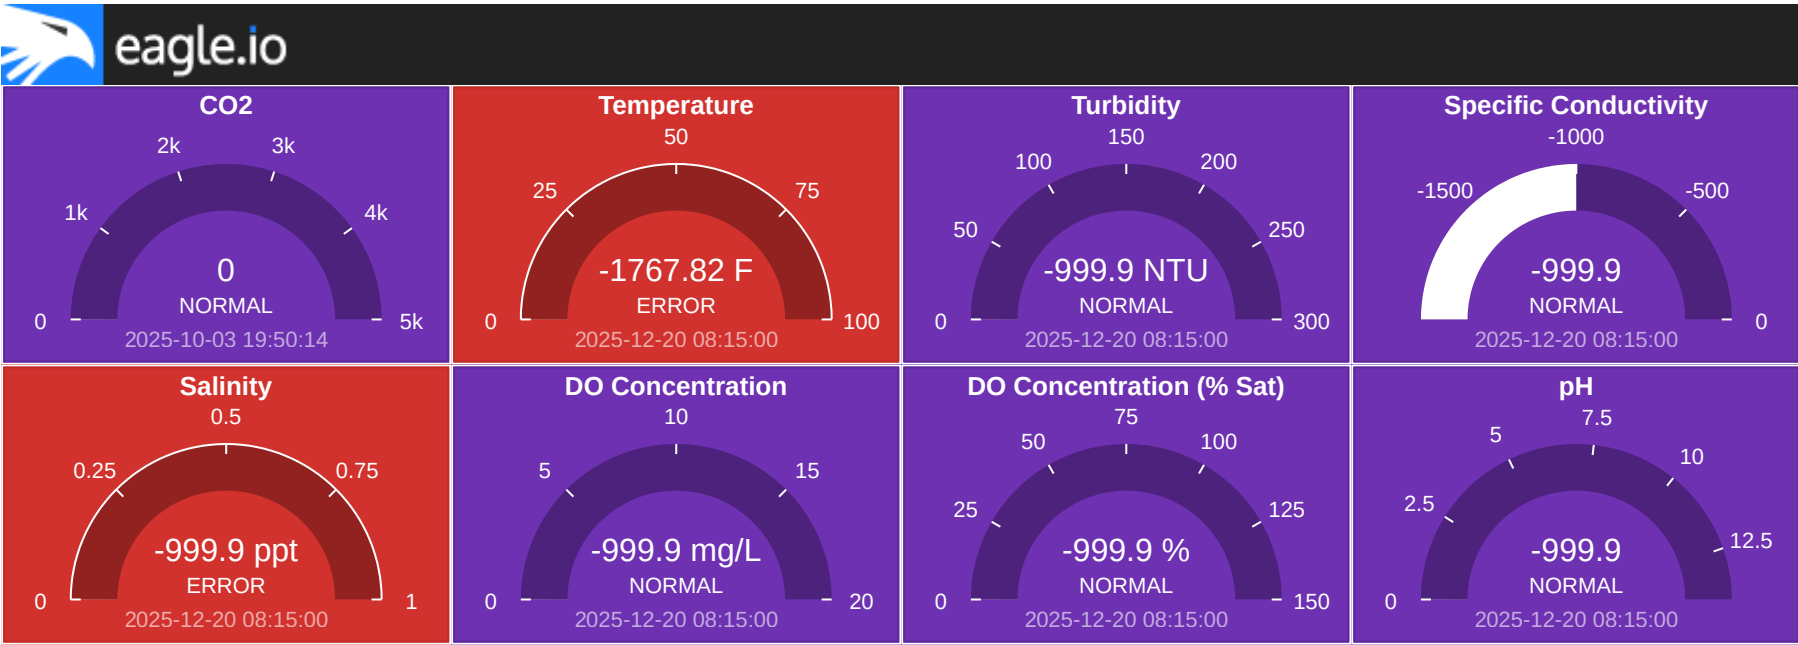 eagle.io
CO2
2k
3k
1k
4k
0
NORMAL
0
5k
2025-10-03 19:50:14
Temperature
50
25
75
-1767.82 F
ERROR
0
100
2025-12-20 08:15:00
Turbidity
150
100
200
50
250
-999.9 NTU
NORMAL
0
300
2025-12-20 08:15:00
Specific Conductivity
-1000
-1500
-500
-999.9
NORMAL
0
2025-12-20 08:15:00
Salinity
0.5
0.25
0.75
-999.9 ppt
ERROR
0
1
2025-12-20 08:15:00
DO Concentration
10
5
15
-999.9 mg/L
NORMAL
0
20
2025-12-20 08:15:00
DO Concentration (% Sat)
75
50
100
25
125
-999.9 %
NORMAL
0
150
2025-12-20 08:15:00
pH
7.5
5
10
2.5
12.5
-999.9
NORMAL
0
2025-12-20 08:15:00